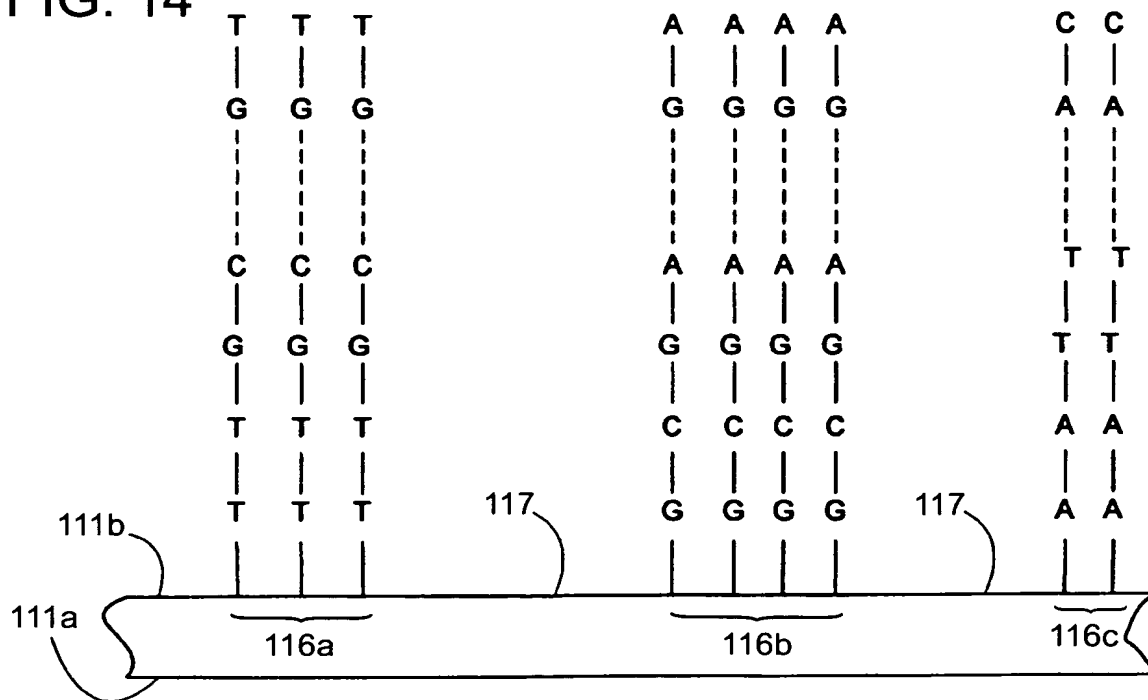 FIG. 14
T T T A A A A C C
G G G G G G G A A
C C C A A A A T T
G G G G G G G T T
T T T C C C C A A
T T T G G G G A A
111b 117 117
111a 116a 116b 116c